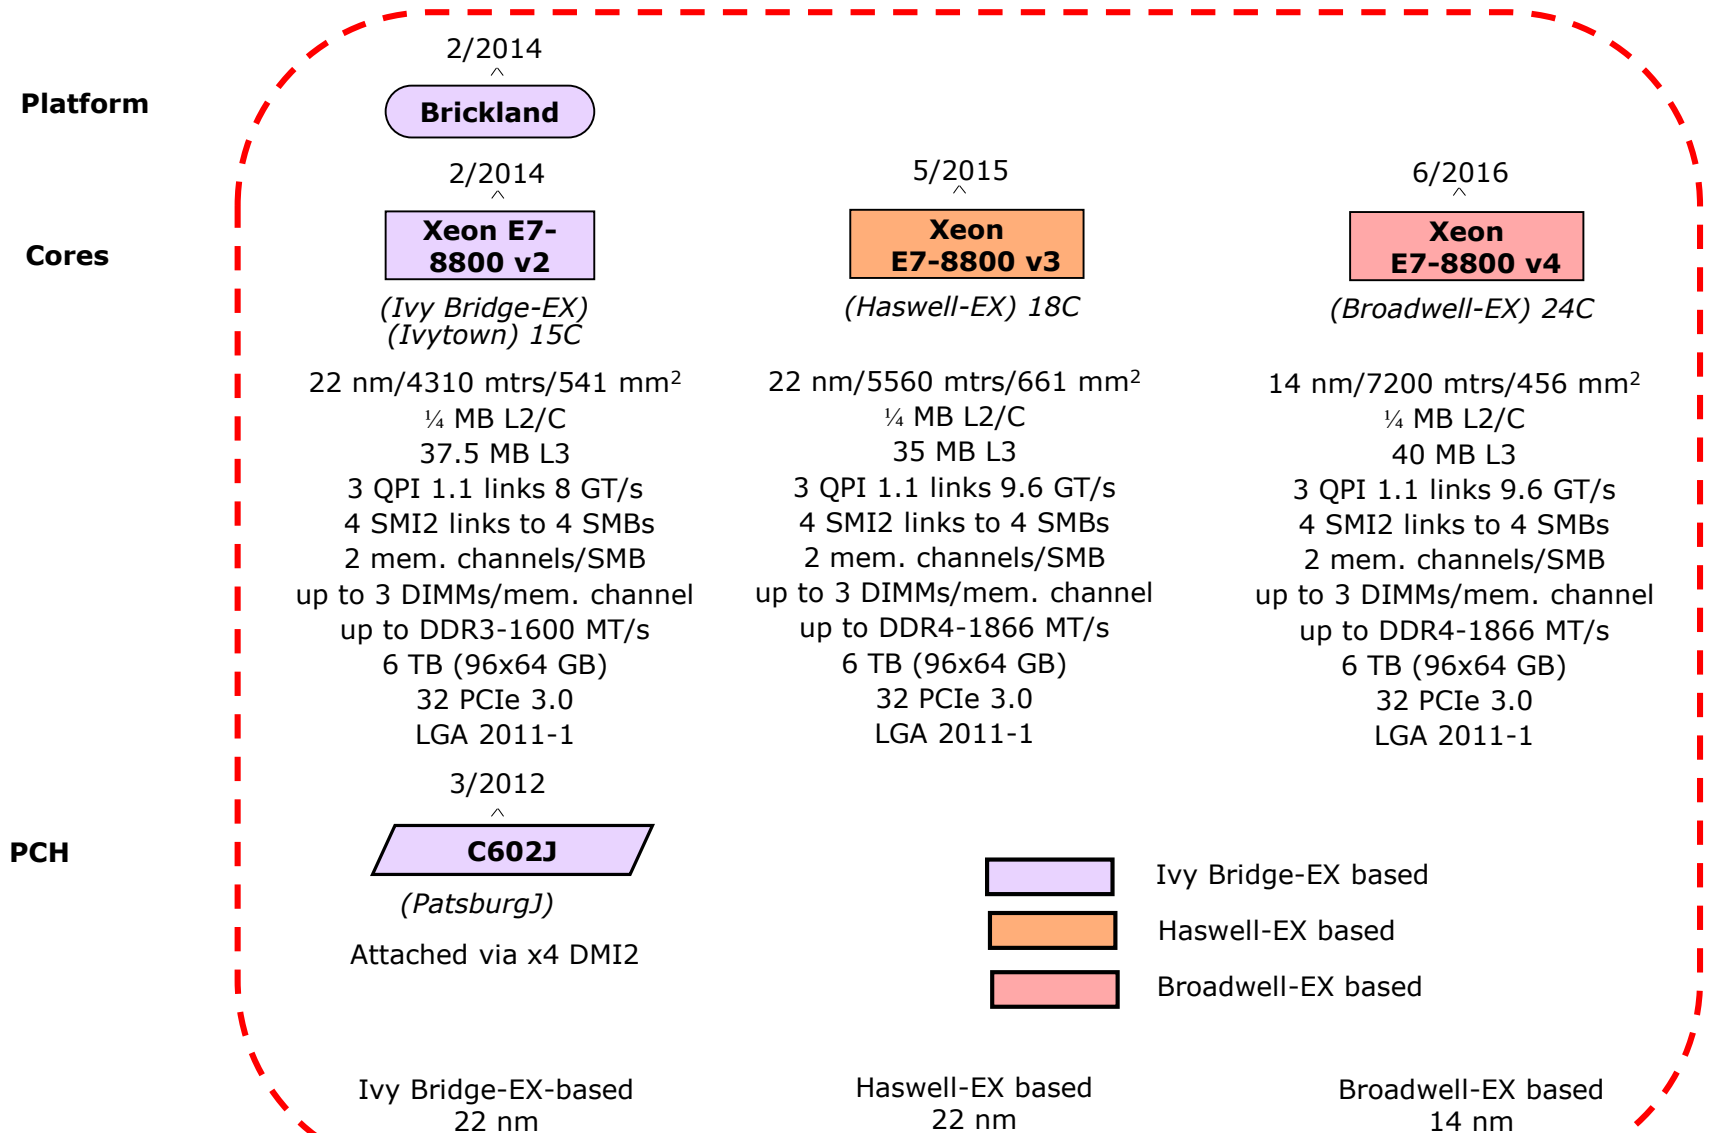 2/2014
Platform
Brickland
2/2014
5/2015
6/2016
Cores
Xeon E7-
8800 v2
Xeon
E7-8800 v3
Xeon
E7-8800 v4
(Ivy Bridge-EX)
(Ivytown) 15C
(Haswell-EX) 18C
(Broadwell-EX) 24C
22 nm/4310 mtrs/541 mm²
¼ MB L2/C
37.5 MB L3
3 QPI 1.1 links 8 GT/s
4 SMI2 links to 4 SMBs
2 mem. channels/SMB
up to 3 DIMMs/mem. channel
up to DDR3-1600 MT/s
6 TB (96x64 GB)
32 PCIe 3.0
LGA 2011-1
22 nm/5560 mtrs/661 mm²
¼ MB L2/C
35 MB L3
3 QPI 1.1 links 9.6 GT/s
4 SMI2 links to 4 SMBs
2 mem. channels/SMB
up to 3 DIMMs/mem. channel
up to DDR4-1866 MT/s
6 TB (96x64 GB)
32 PCIe 3.0
LGA 2011-1
14 nm/7200 mtrs/456 mm²
¼ MB L2/C
40 MB L3
3 QPI 1.1 links 9.6 GT/s
4 SMI2 links to 4 SMBs
2 mem. channels/SMB
up to 3 DIMMs/mem. channel
up to DDR4-1866 MT/s
6 TB (96x64 GB)
32 PCIe 3.0
LGA 2011-1
3/2012
PCH
C602J
(PatsburgJ)
Attached via x4 DMI2
Ivy Bridge-EX based
Haswell-EX based
Broadwell-EX based
Ivy Bridge-EX-based
22 nm
Haswell-EX based
22 nm
Broadwell-EX based
14 nm